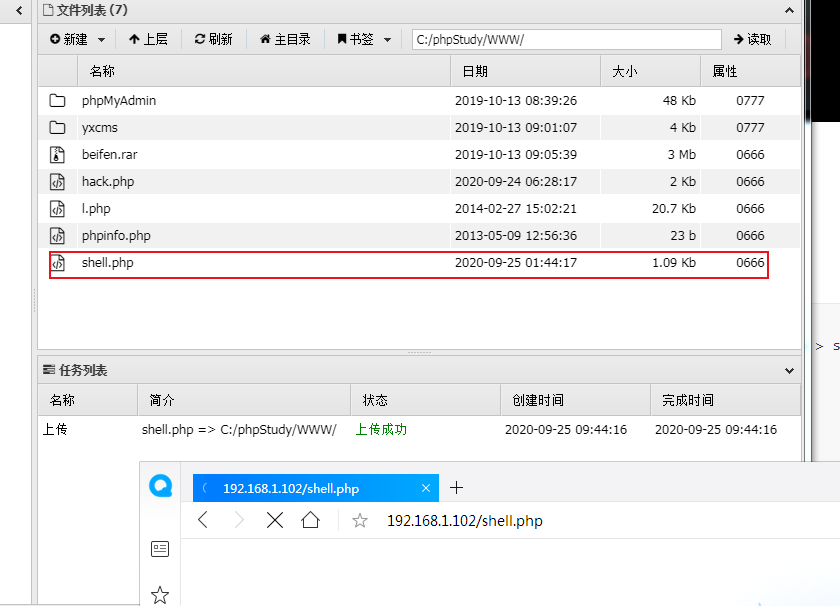 文件列表 (7)
新建 上层 刷新 主目录 书签 C:/phpStudy/WWW/ 读取
名称 日期 大小 属性
phpMyAdmin 2019-10-13 08:39:26 48 Kb 0777
yxcms 2019-10-13 09:01:07 4 Kb 0777
beifen.rar 2019-10-13 09:05:39 3 Mb 0666
hack.php 2020-09-24 06:28:17 2 Kb 0666
l.php 2014-02-27 15:02:21 20.7 Kb 0666
phpinfo.php 2013-05-09 12:56:36 23 b 0666
shell.php 2020-09-25 01:44:17 1.09 Kb 0666
> s
任务列表
名称 简介 状态 创建时间 完成时间
上传 shell.php => C:/phpStudy/WWW/ 上传成功 2020-09-25 09:44:16 2020-09-25 09:44:16
192.168.1.102/shell.php
192.168.1.102/shell.php